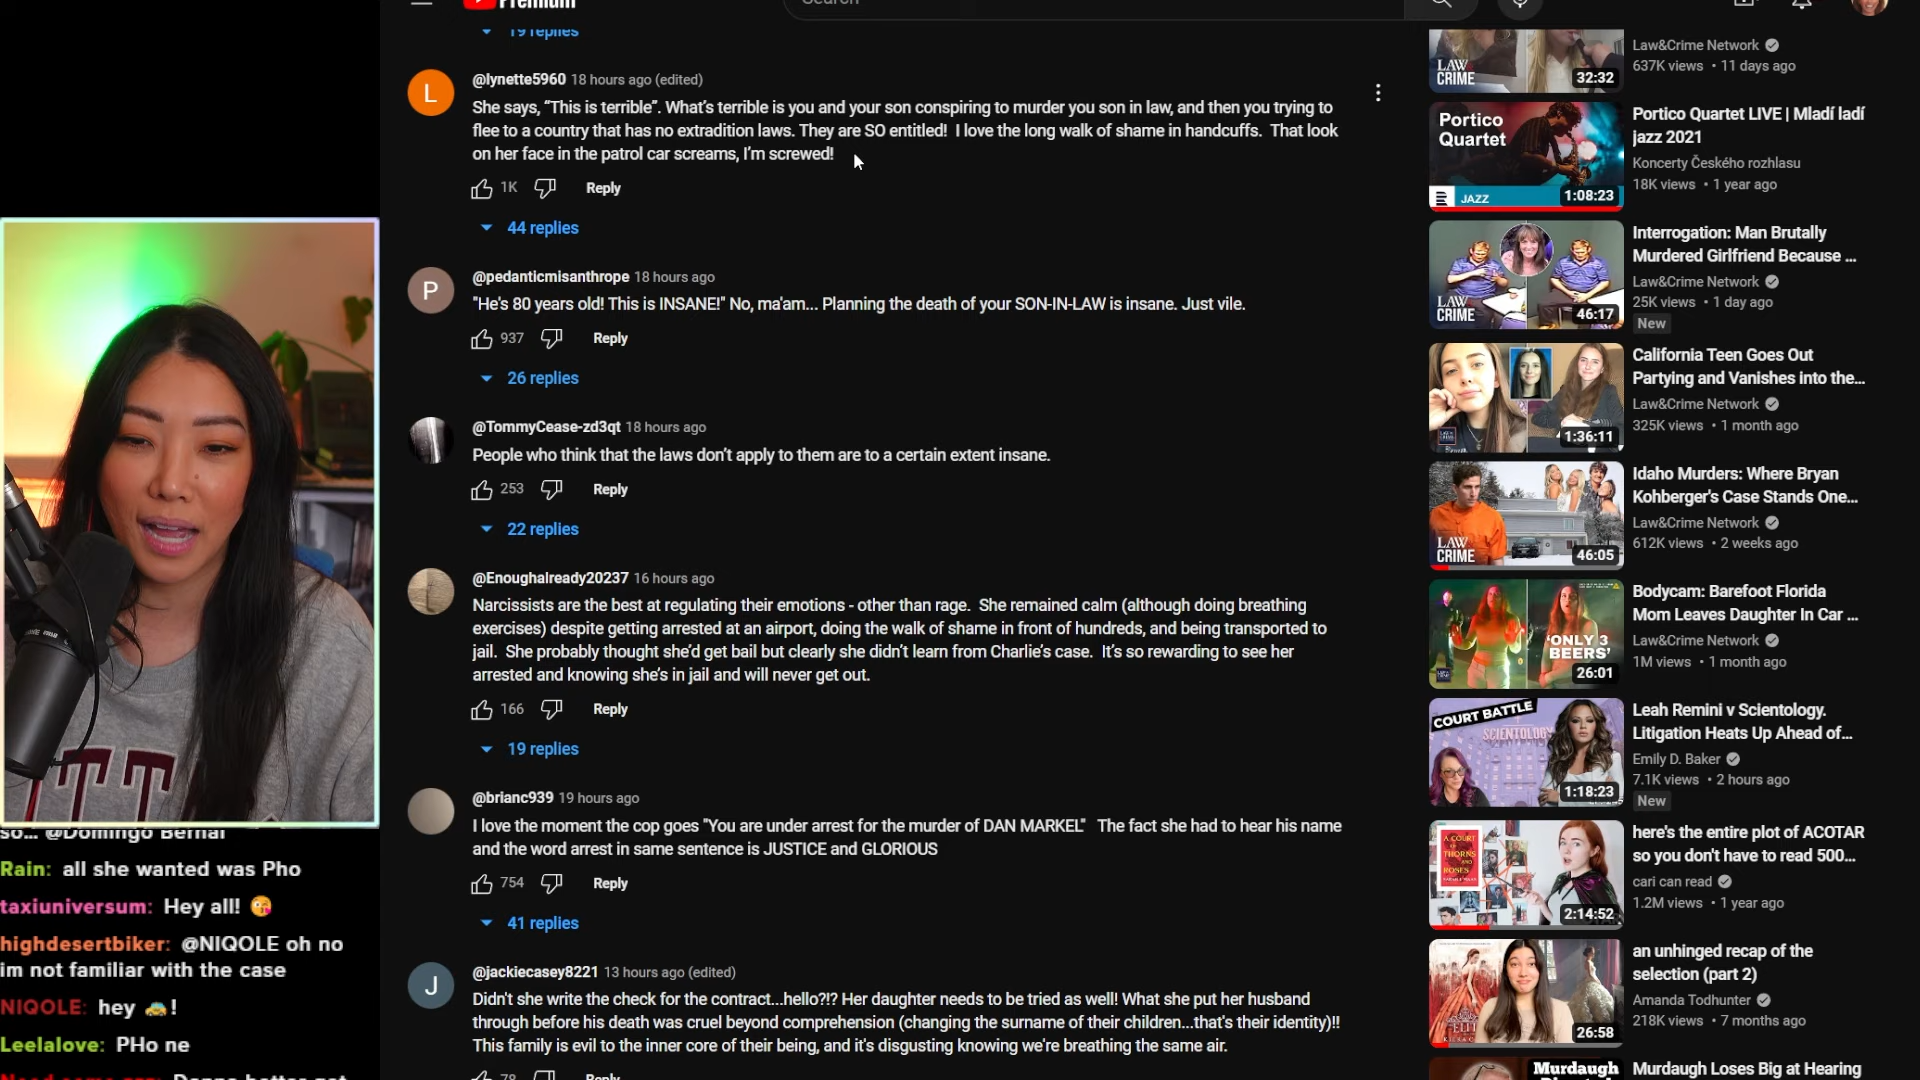 Premium
Search
19 replies
@lynette5960 18 hours ago (edited)
She says, “This is terrible”. What’s terrible is you and your son conspiring to murder you son in law, and then you trying to
flee to a country that has no extradition laws. They are SO entitled!  I love the long walk of shame in handcuffs.  That look
on her face in the patrol car screams, I’m screwed!
1K
Reply
44 replies
@pedanticmisanthrope 18 hours ago
"He's 80 years old! This is INSANE!" No, ma'am... Planning the death of your SON-IN-LAW is insane. Just vile.
937
Reply
26 replies
@TommyCease-zd3qt 18 hours ago
People who think that the laws don’t apply to them are to a certain extent insane.
253
Reply
22 replies
@Enoughalready20237 16 hours ago
Narcissists are the best at regulating their emotions - other than rage.  She remained calm (although doing breathing
exercises) despite getting arrested at an airport, doing the walk of shame in front of hundreds, and being transported to
jail.  She probably thought she’d get bail but clearly she didn’t learn from Charlie’s case.  It’s so rewarding to see her
arrested and knowing she’s in jail and will never get out.
166
Reply
19 replies
@brianc939 19 hours ago
I love the moment the cop goes "You are under arrest for the murder of DAN MARKEL"   The fact she had to hear his name
and the word arrest in same sentence is JUSTICE and GLORIOUS
754
Reply
41 replies
@jackiecasey8221 13 hours ago (edited)
Didn't she write the check for the contract...hello?!? Her daughter needs to be tried as well! What she put her husband
through before his death was cruel beyond comprehension (changing the surname of their children...that's their identity)!!
This family is evil to the inner core of their being, and it's disgusting knowing we're breathing the same air.
78
Reply
L
P
J
so... @Domingo Bernal
Rain: all she wanted was Pho
taxiuniversum: Hey all!
highdesertbiker: @NIQOLE oh no
im not familiar with the case
NIQOLE: hey !
Leelalove: PHo ne
LAW&
CRIME
32:32
Law&Crime Network
637K views • 11 days ago
Portico
Quartet
JAZZ
1:08:23
Portico Quartet LIVE | Mladí ladí
jazz 2021
Koncerty Českého rozhlasu
18K views • 1 year ago
LAW&
CRIME
46:17
Interrogation: Man Brutally
Murdered Girlfriend Because ...
Law&Crime Network
25K views • 1 day ago
New
1:36:11
California Teen Goes Out
Partying and Vanishes into the...
Law&Crime Network
325K views • 1 month ago
LAW&
CRIME
46:05
Idaho Murders: Where Bryan
Kohberger's Case Stands One...
Law&Crime Network
612K views • 2 weeks ago
'ONLY 3
BEERS'
26:01
Bodycam: Barefoot Florida
Mom Leaves Daughter In Car ...
Law&Crime Network
1M views • 1 month ago
COURT BATTLE
SCIENTOLOGY
1:18:23
Leah Remini v Scientology.
Litigation Heats Up Ahead of...
Emily D. Baker
7.1K views • 2 hours ago
New
A COURT
OF
THORNS
AND
ROSES
2:14:52
here's the entire plot of ACOTAR
so you don't have to read 500...
cari can read
1.2M views • 1 year ago
26:58
an unhinged recap of the
selection (part 2)
Amanda Todhunter
218K views • 7 months ago
Murdaugh
Murdaugh Loses Big at Hearing